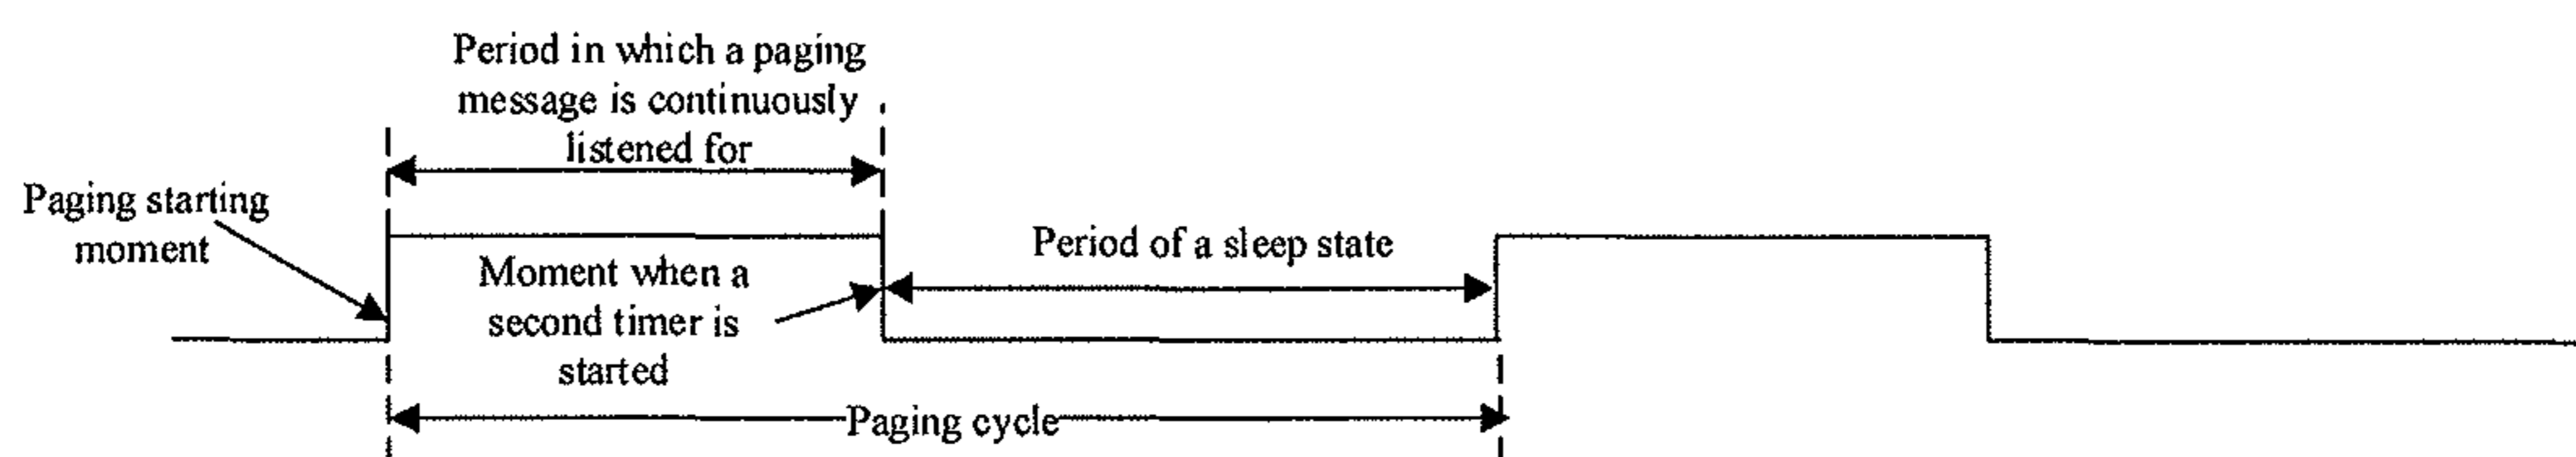 Period in which a paging
message is continuously
listened for
Paging starting
moment
Period of a sleep state
Moment when a
second timer is
started
Paging cycle